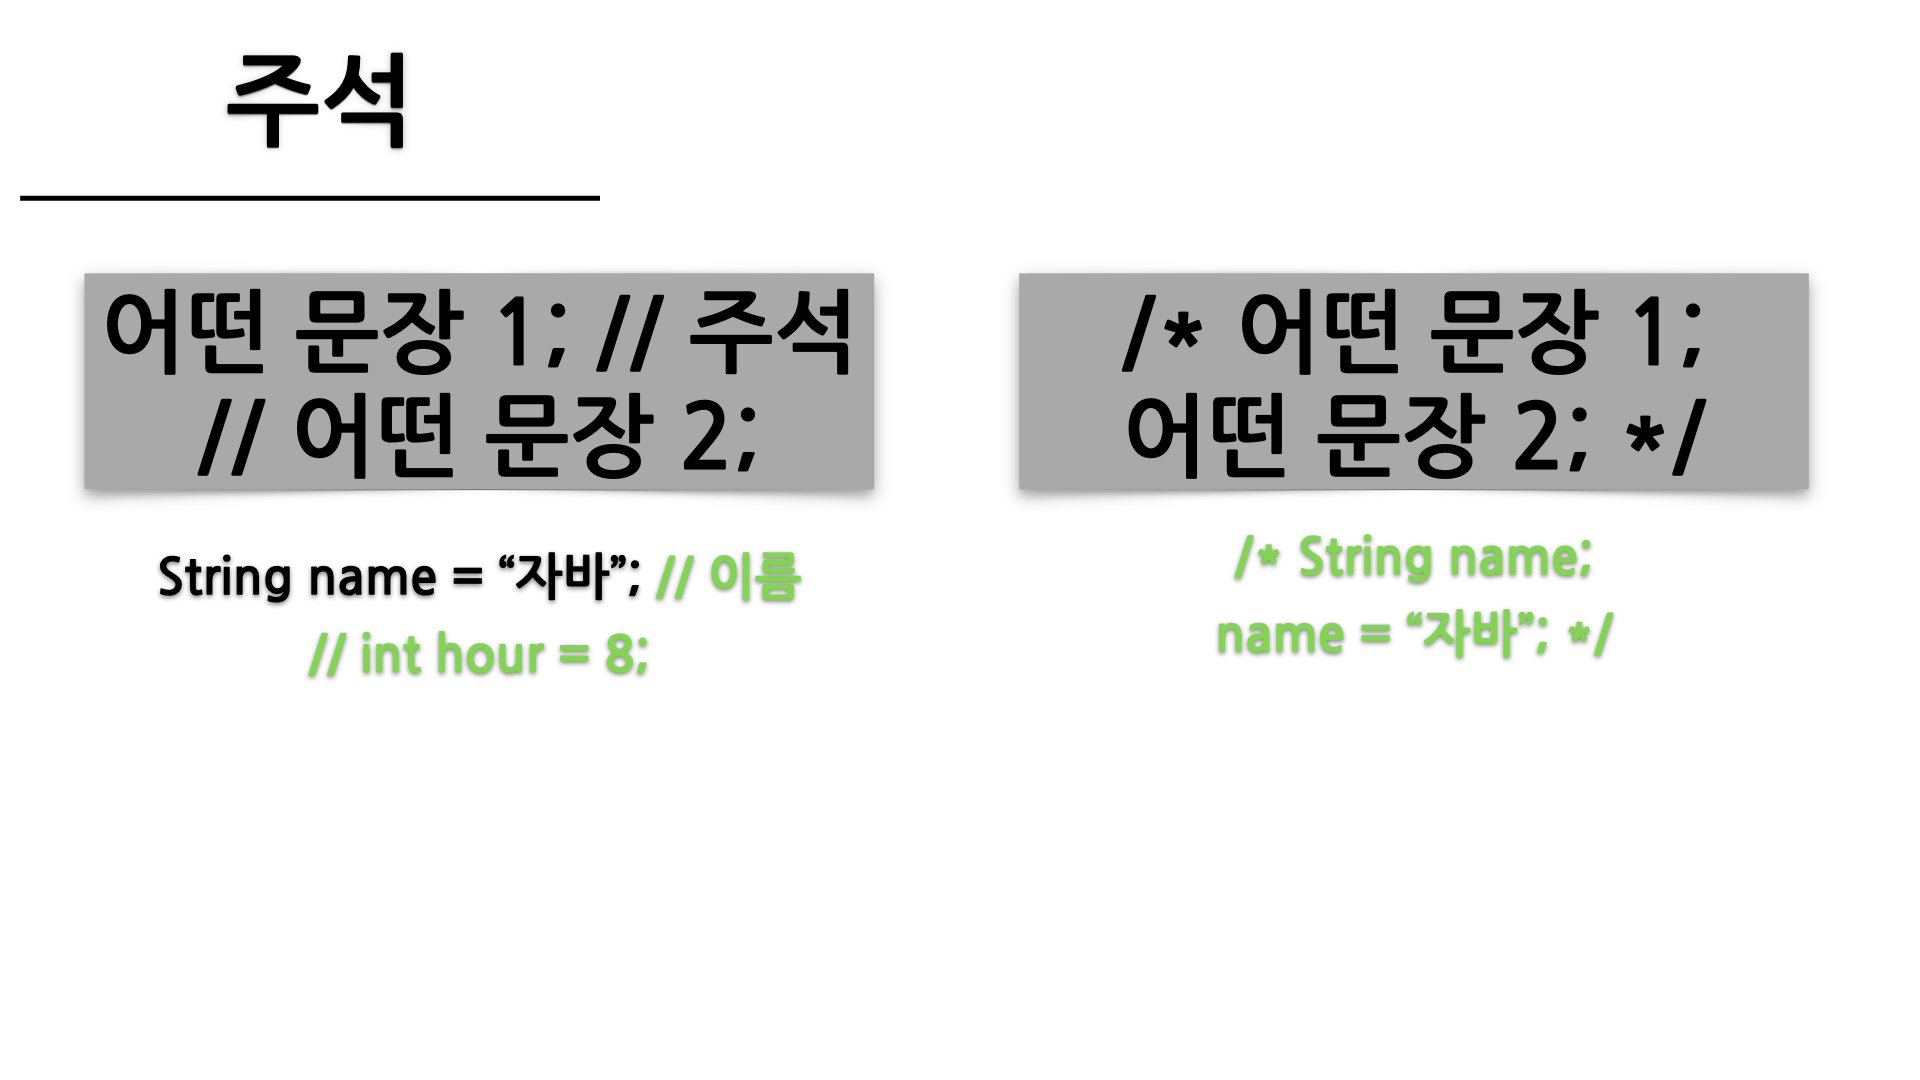 주석
어떤 문장 1; // 주석
// 어떤 문장 2;
String name = “자바”; // 이름
// int hour = 8;
/* 어떤 문장 1;
어떤 문장 2; */
/* String name;
name = “자바”; */